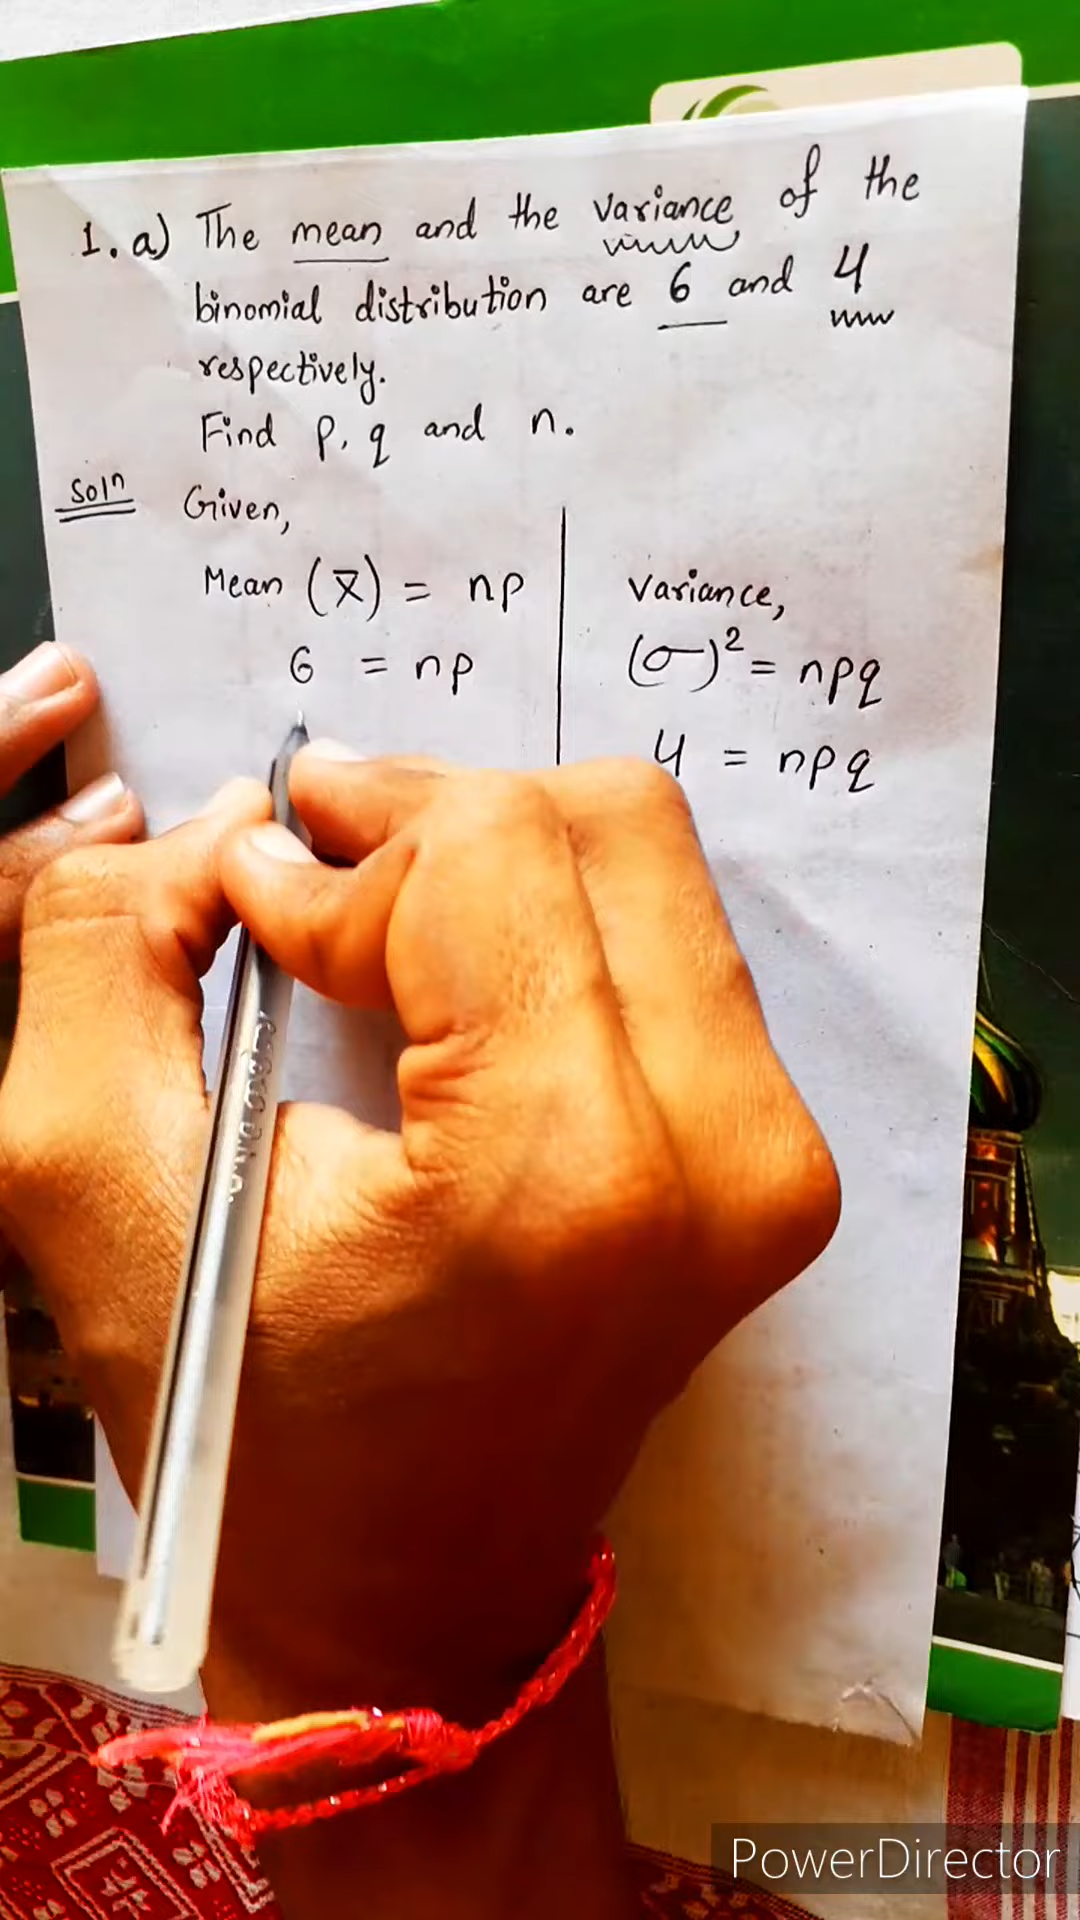 1. a) The mean and the variance of the
binomial distribution are 6 and 4
respectively.
Find p, q and n.
Solⁿ Given,
Mean (x̄) = np
6 = np
Variance,
(σ)² = npq
4 = npq
PowerDirector